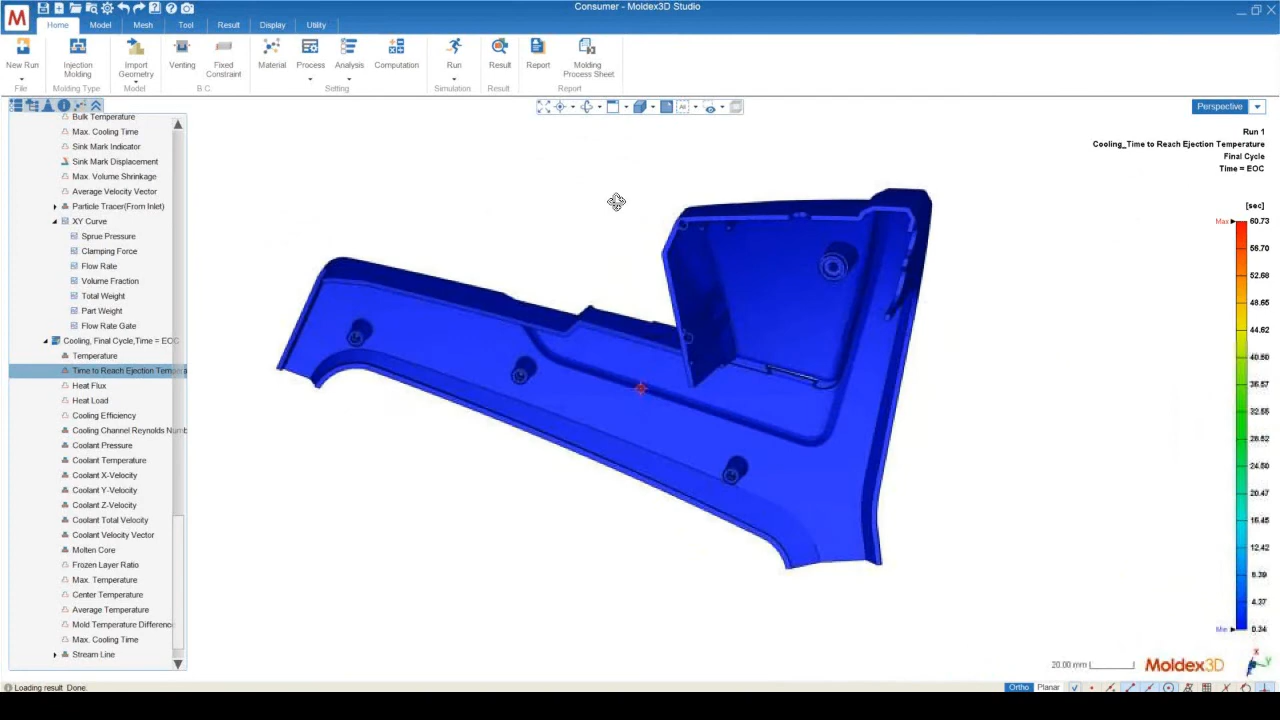 Consumer - Moldex3D Studio
M
Home Model Mesh Tool Result Display Utility
New Run
Injection Molding
Import Geometry
Venting
Fixed Constraint
Material
Process
Analysis
Computation
Run
Result
Report
Molding Process Sheet
File Molding Type Model B C Setting Simulation Result Report
Perspective
Bulk Temperature
Max. Cooling Time
Sink Mark Indicator
Sink Mark Displacement
Max. Volume Shrinkage
Average Velocity Vector
Particle Tracer(From Inlet)
XY Curve
Sprue Pressure
Clamping Force
Flow Rate
Volume Fraction
Total Weight
Part Weight
Flow Rate Gate
Cooling, Final Cycle,Time = EOC
Temperature
Time to Reach Ejection Tempera
Heat Flux
Heat Load
Cooling Efficiency
Cooling Channel Reynolds Numb
Coolant Pressure
Coolant Temperature
Coolant X-Velocity
Coolant Y-Velocity
Coolant Z-Velocity
Coolant Total Velocity
Coolant Velocity Vector
Molten Core
Frozen Layer Ratio
Max. Temperature
Center Temperature
Average Temperature
Mold Temperature Difference
Max. Cooling Time
Stream Line
Run 1
Cooling_Time to Reach Ejection Temperature
Final Cycle
Time = EOC
[sec]
Max 60.73
56.70
52.68
48.65
44.62
40.60
36.57
32.55
28.52
24.50
20.47
16.45
12.42
8.39
4.37
Min 0.34
20.00 mm
Moldex3D
X
Y
Loading result Done.
Ortho Planar